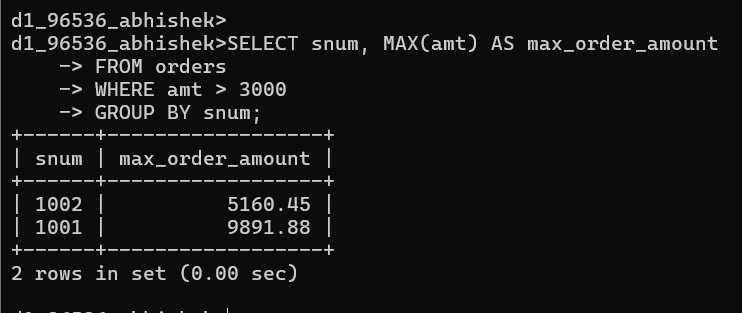 d1_96536_abhishek>
d1_96536_abhishek>SELECT snum, MAX(amt) AS max_order_amount
    -> FROM orders
    -> WHERE amt > 3000
    -> GROUP BY snum;
+------+------------------+
| snum | max_order_amount |
+------+------------------+
| 1002 |          5160.45 |
| 1001 |          9891.88 |
+------+------------------+
2 rows in set (0.00 sec)

d1_96536_abhishek>